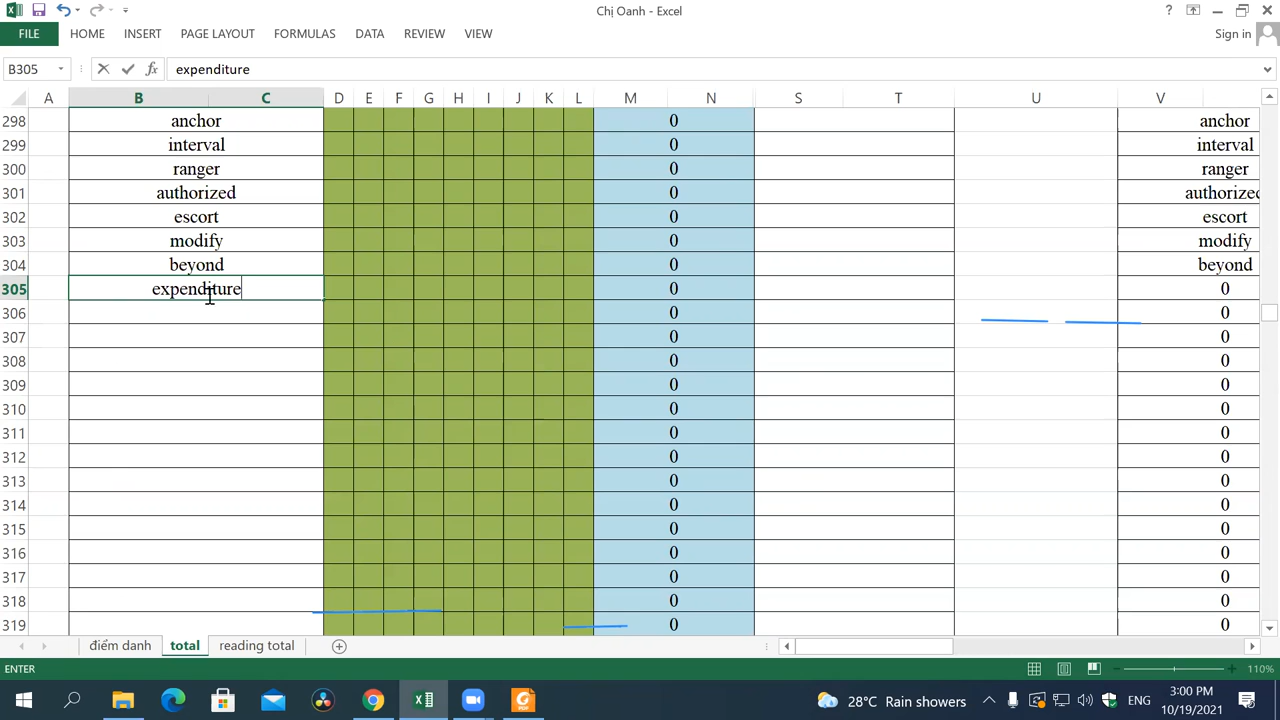 Chị Oanh - Excel
?
FILE HOME INSERT PAGE LAYOUT FORMULAS DATA REVIEW VIEW Sign in
B305 fx expenditure
A B C D E F G H I J K L M N S T U V
298 anchor 0 anchor
299 interval 0 interval
300 ranger 0 ranger
301 authorized 0 authorized
302 escort 0 escort
303 modify 0 modify
304 beyond 0 beyond
305 expenditure 0 0
306 0 0
307 0 0
308 0 0
309 0 0
310 0 0
311 0 0
312 0 0
313 0 0
314 0 0
315 0 0
316 0 0
317 0 0
318 0 0
319 0 0
điểm danh total reading total
ENTER 110%
28°C Rain showers ENG 3:00 PM
10/19/2021